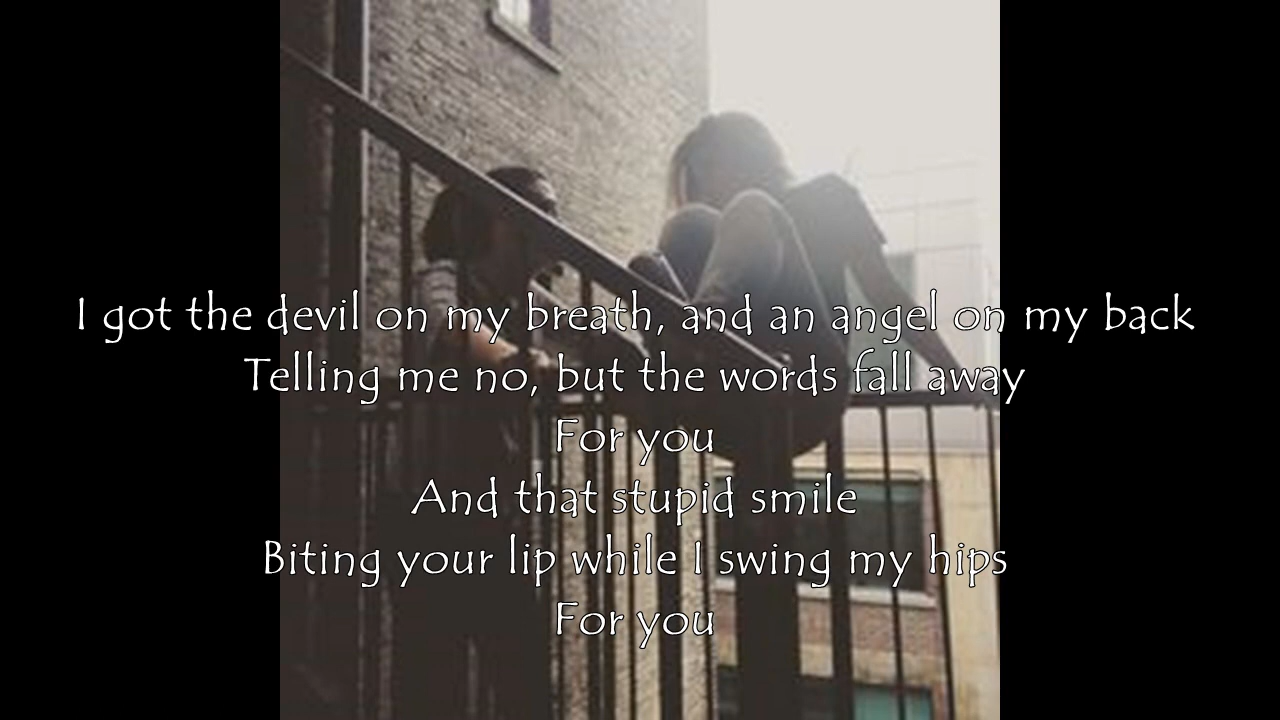 I got the devil on my breath, and an angel on my back
Telling me no, but the words fall away
For you
And that stupid smile
Biting your lip while I swing my hips
For you